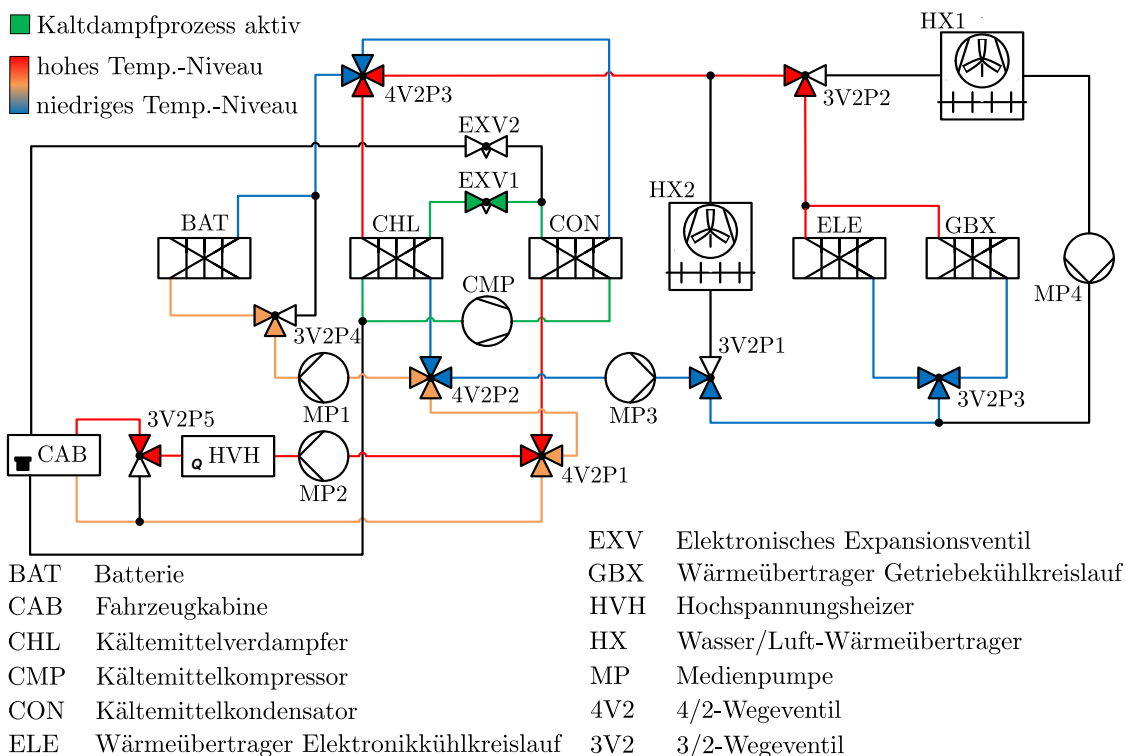 Kaltdampfprozess aktiv
hohes Temp.-Niveau
niedriges Temp.-Niveau
HX1
4V2P3
3V2P2
EXV2
EXV1
HX2
BAT
CHL
CON
ELE
GBX
CMP
MP4
3V2P4
3V2P1
MP1
4V2P2
MP3
3V2P3
3V2P5
CAB
Q HVH
MP2
4V2P1
BAT Batterie
CAB Fahrzeugkabine
CHL Kältemittelverdampfer
CMP Kältemittelkompressor
CON Kältemittelkondensator
ELE Wärmeübertrager Elektronikkühlkreislauf
EXV Elektronisches Expansionsventil
GBX Wärmeübertrager Getriebekühlkreislauf
HVH Hochspannungsheizer
HX Wasser/Luft-Wärmeübertrager
MP Medienpumpe
4V2 4/2-Wegeventil
3V2 3/2-Wegeventil